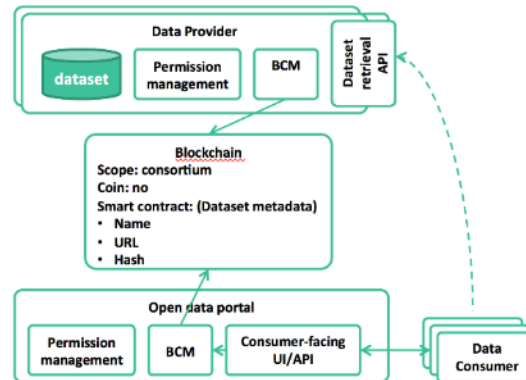 Data Provider
dataset
Permission
management
BCM
Dataset
retrieval
API
Blockchain
Scope: consortium
Coin: no
Smart contract: (Dataset metadata)
• Name
• URL
• Hash
Open data portal
Permission
management
BCM
Consumer-facing
UI/API
Data
Consumer